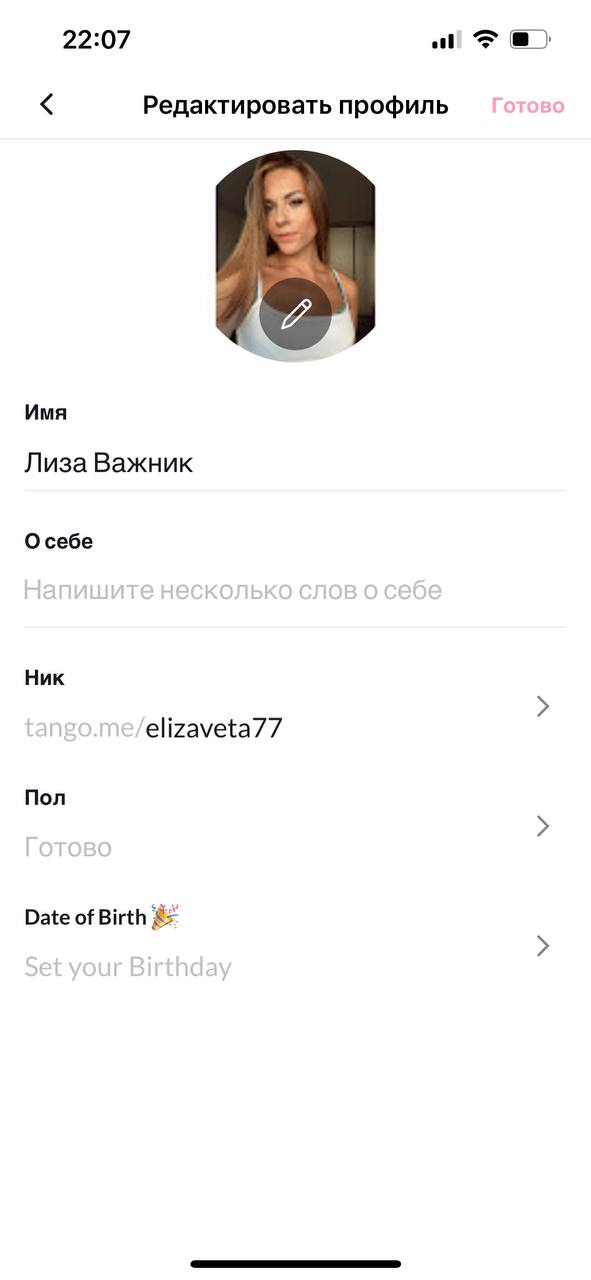 22:07
Редактировать профиль Готово
Имя
Лиза Важник
О себе
Напишите несколько слов о себе
Ник
tango.me/elizaveta77
Пол
Готово
Date of Birth 🎉
Set your Birthday